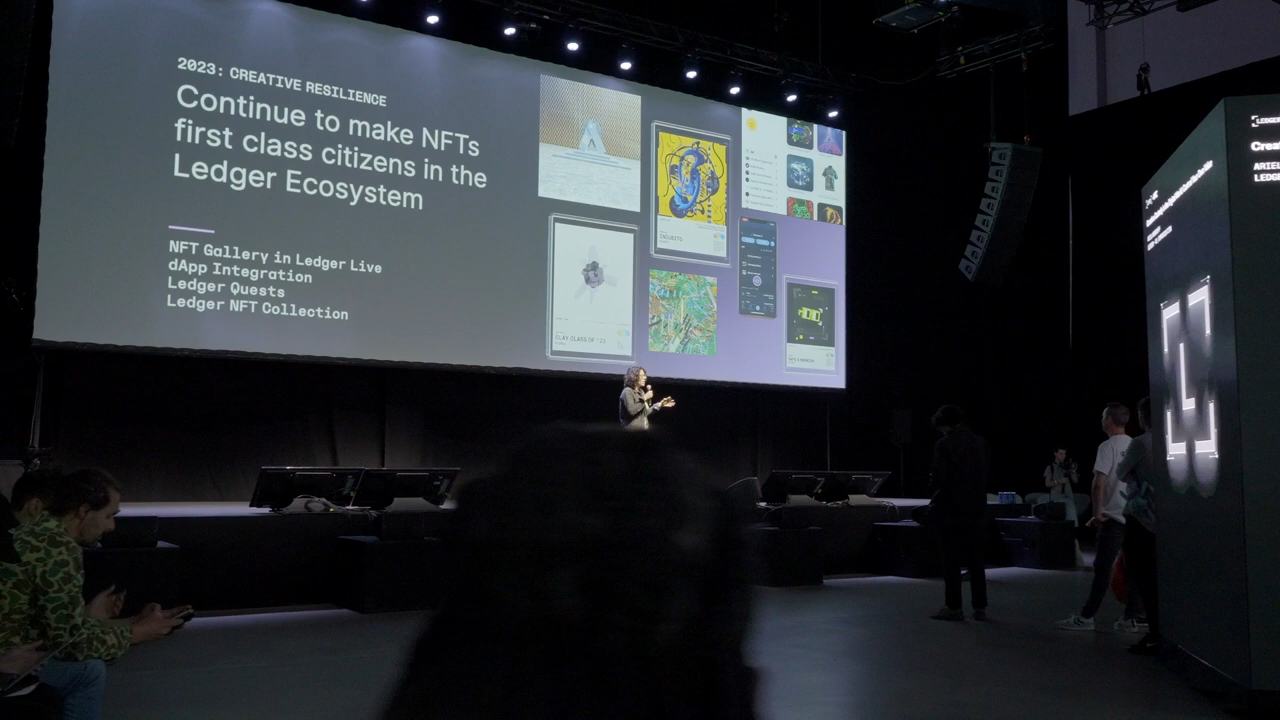 2023: CREATIVE RESILIENCE
Continue to make NFTs
first class citizens in the
Ledger Ecosystem
NFT Gallery in Ledger Live
dApp Integration
Ledger Quests
Ledger NFT Collection
INCUBITO
CLAY CLASS OF '23
L